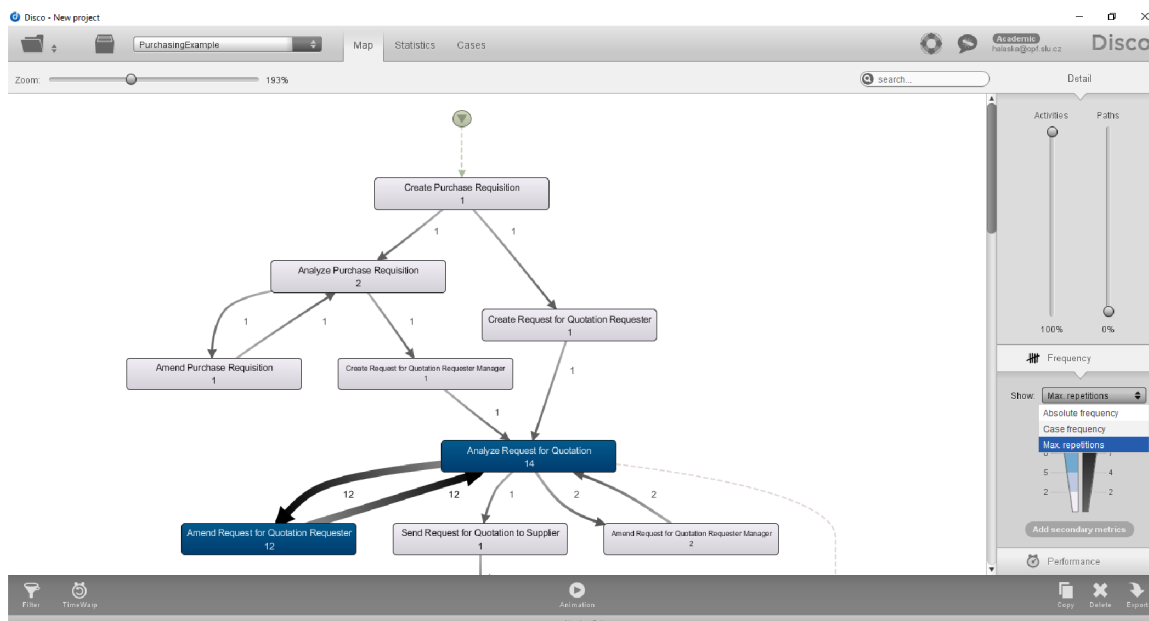 Disco - New project
PurchasingExample
Map
Statistics
Cases
Academic
halaska@opf.slu.cz
Disco
Zoom:
193%
search...
Detail
Activities
Paths
100%
0%
Frequency
Show:
Max. repetitions
Absolute frequency
Case frequency
Max. repetitions
5
4
2
2
Add secondary metrics
Performance
Create Purchase Requisition
1
1
1
Analyze Purchase Requisition
2
Create Request for Quotation Requester
1
1
1
1
Amend Purchase Requisition
1
Create Request for Quotation Requester Manager
1
1
1
Analyze Request for Quotation
14
12
12
1
2
2
Amend Request for Quotation Requester
12
Send Request for Quotation to Supplier
1
Amend Request for Quotation Requester Manager
2
Filter
TimeWarp
Animation
Copy
Delete
Export